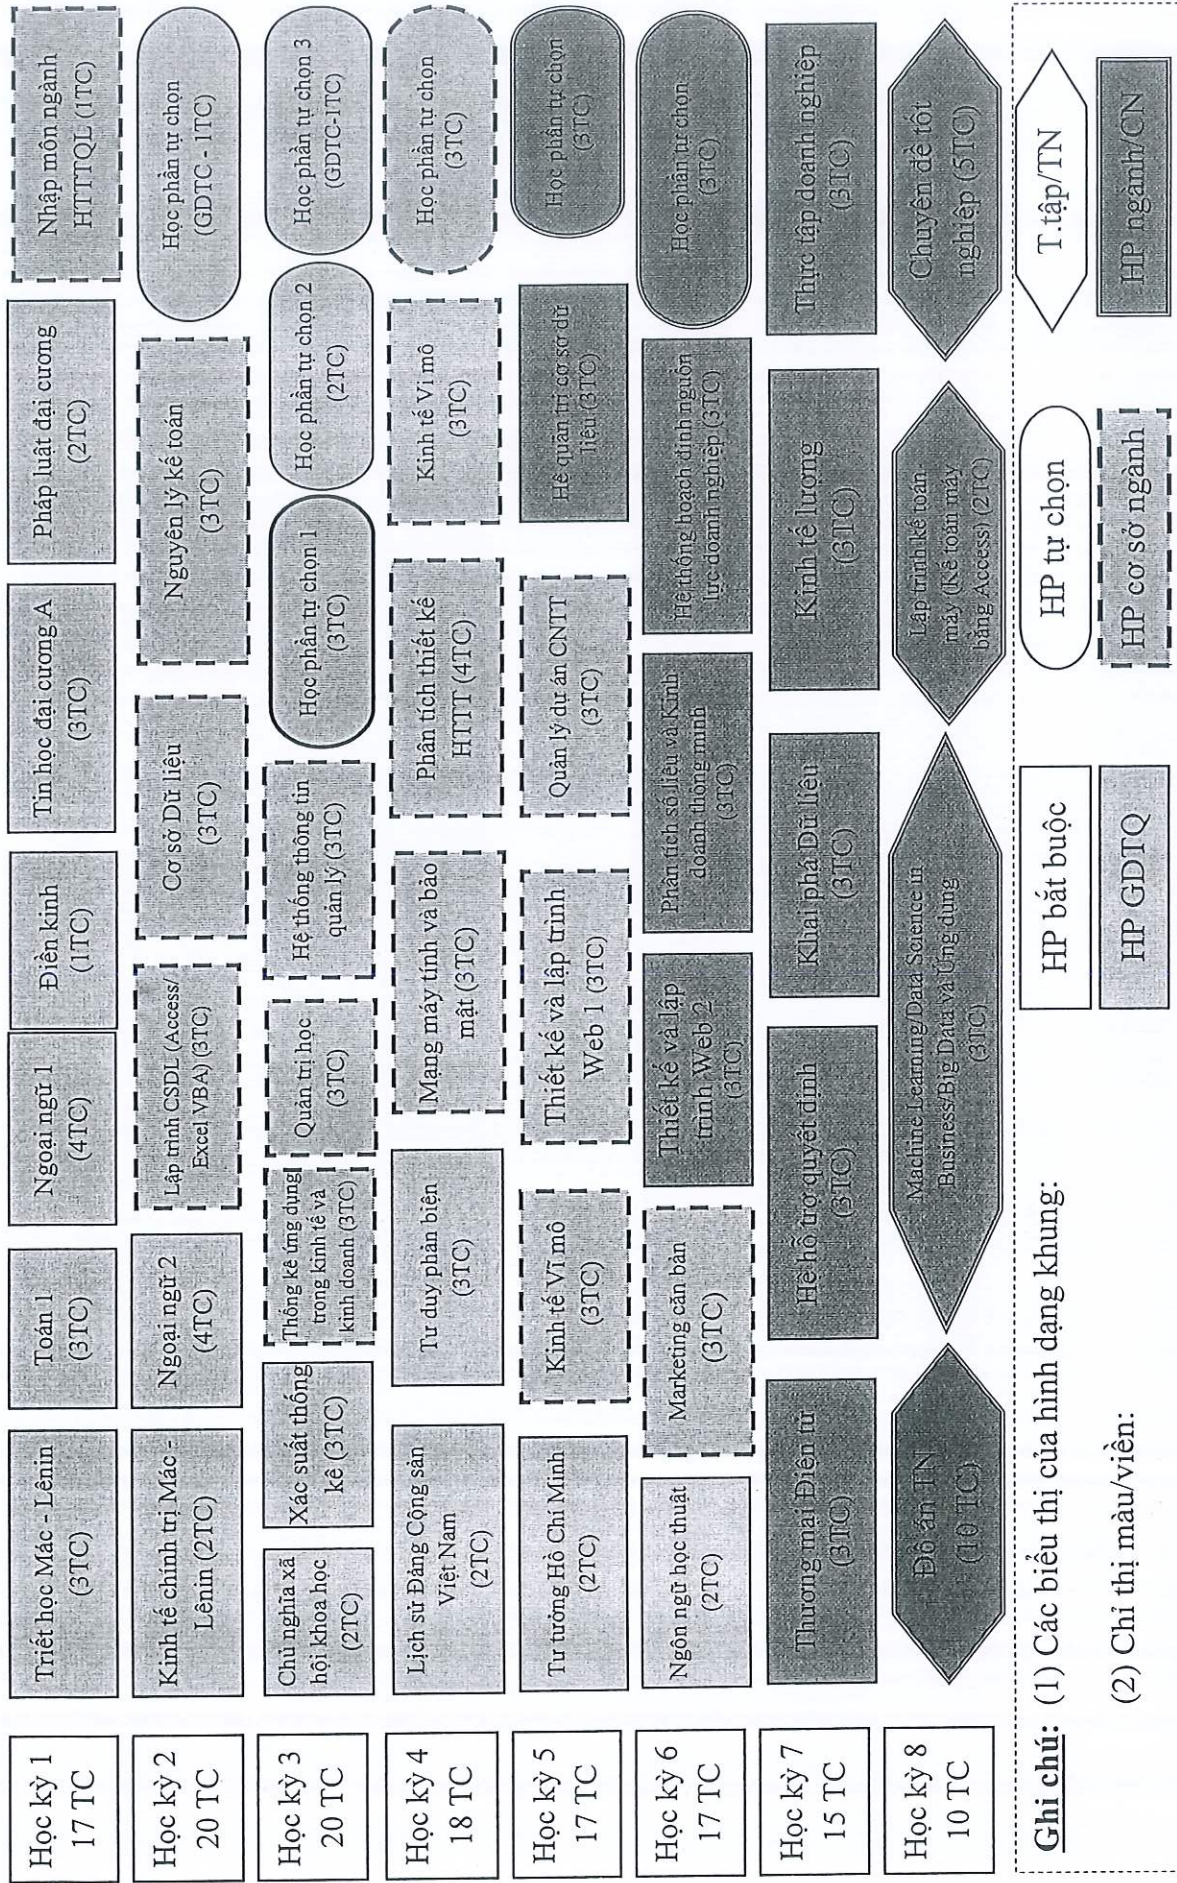 Học kỳ 1
17 TC
Triết học Mác - Lênin
(3TC)
Toán 1
(3TC)
Ngoại ngữ 1
(4TC)
Điền kinh
(1TC)
Tin học đại cương A
(3TC)
Pháp luật đại cương
(2TC)
Nhập môn ngành
HTTTQL (1TC)
Học kỳ 2
20 TC
Kinh tế chính trị Mác -
Lênin (2TC)
Ngoại ngữ 2
(4TC)
Lập trình CSDL (Access/
Excel VBA) (3TC)
Cơ sở Dữ liệu
(3TC)
Nguyên lý kế toán
(3TC)
Học phần tự chọn
(GDTC - 1TC)
Học kỳ 3
20 TC
Chủ nghĩa xã
hội khoa học
(2TC)
Xác suất thống
kê (3TC)
Thống kê ứng dụng
trong kinh tế và
kinh doanh (3TC)
Quản trị học
(3TC)
Hệ thống thông tin
quản lý (3TC)
Học phần tự chọn 1
(3TC)
Học phần tự chọn 2
(2TC)
Học phần tự chọn 3
(GDTC-1TC)
Học kỳ 4
18 TC
Lịch sử Đảng Cộng sản
Việt Nam
(2TC)
Tư duy phản biện
(3TC)
Mạng máy tính và bảo
mật (3TC)
Phân tích thiết kế
HTTT (4TC)
Kinh tế Vi mô
(3TC)
Học phần tự chọn
(3TC)
Học kỳ 5
17 TC
Tư tưởng Hồ Chí Minh
(2TC)
Kinh tế Vĩ mô
(3TC)
Thiết kế và lập trình
Web 1 (3TC)
Quản lý dự án CNTT
(3TC)
Hệ quản trị cơ sở dữ
liệu (3TC)
Học phần tự chọn
(3TC)
Học kỳ 6
17 TC
Ngôn ngữ học thuật
(2TC)
Marketing căn bản
(3TC)
Thiết kế và lập
trình Web 2
(3TC)
Phân tích số liệu và Kinh
doanh thông minh
(3TC)
Hệ thống hoạch định nguồn
lực doanh nghiệp (3TC)
Học phần tự chọn
(3TC)
Học kỳ 7
15 TC
Thương mại Điện tử
(3TC)
Hệ hỗ trợ quyết định
(3TC)
Khai phá Dữ liệu
(3TC)
Kinh tế lượng
(3TC)
Thực tập doanh nghiệp
(3TC)
Học kỳ 8
10 TC
Đồ án TN
(10 TC)
Machine Learning/Data Science in
Business/Big Data và Ứng dụng
(3TC)
Lập trình kế toán
máy (Kế toán máy
bằng Access) (2TC)
Chuyên đề tốt
nghiệp (5TC)
Ghi chú: (1) Các biểu thị của hình dạng khung:
HP bắt buộc
HP tự chọn
T.tập/TN
(2) Chỉ thị màu/viền:
HP GDTQ
HP cơ sở ngành
HP ngành/CN